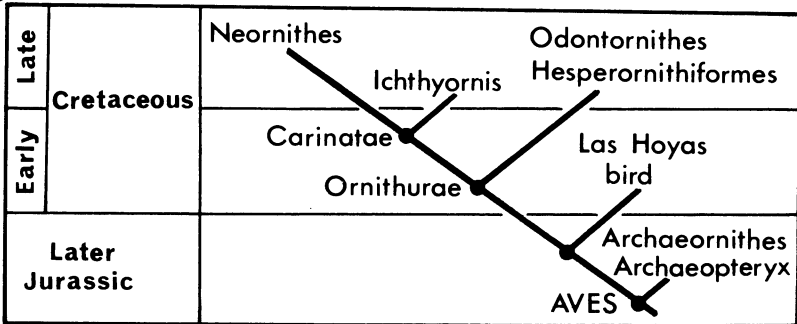 Late
Early
Cretaceous
Later
Jurassic
Neornithes
Odontornithes
Hesperornithiformes
Ichthyornis
Carinatae
Las Hoyas
bird
Ornithurae
Archaeornithes
Archaeopteryx
AVES